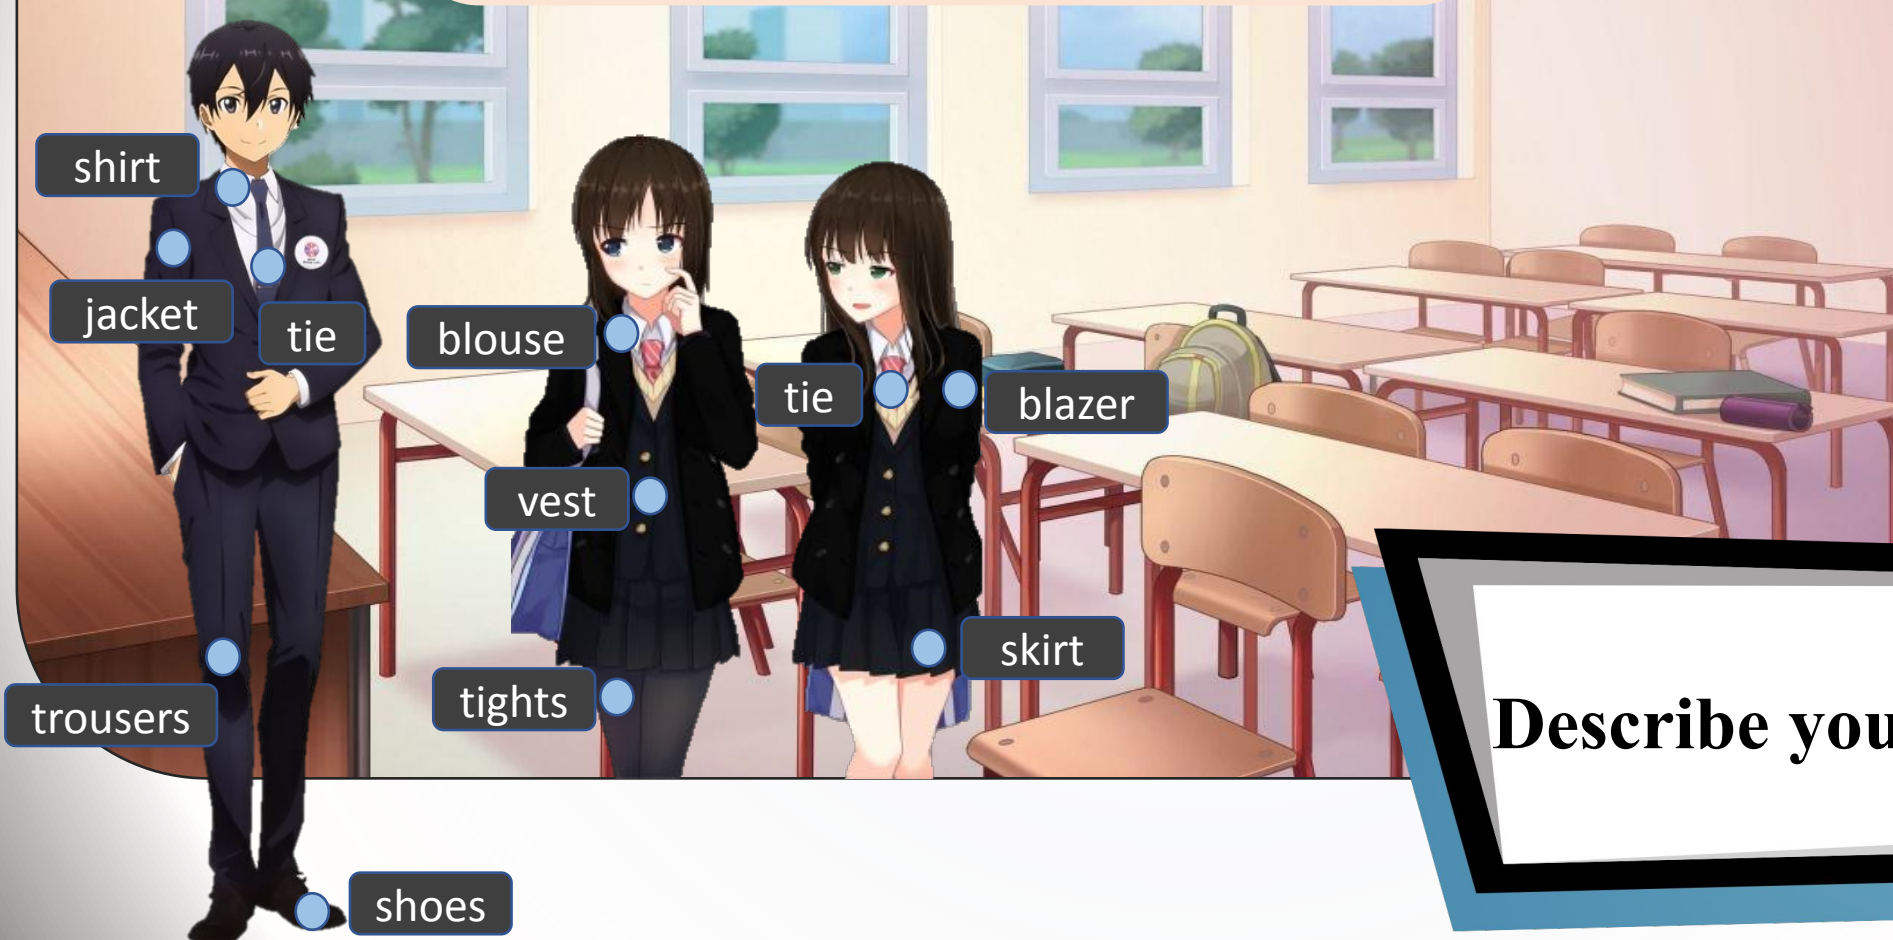 shirt
jacket
tie
blouse
tie
blazer
vest
skirt
tights
trousers
Describe you
shoes